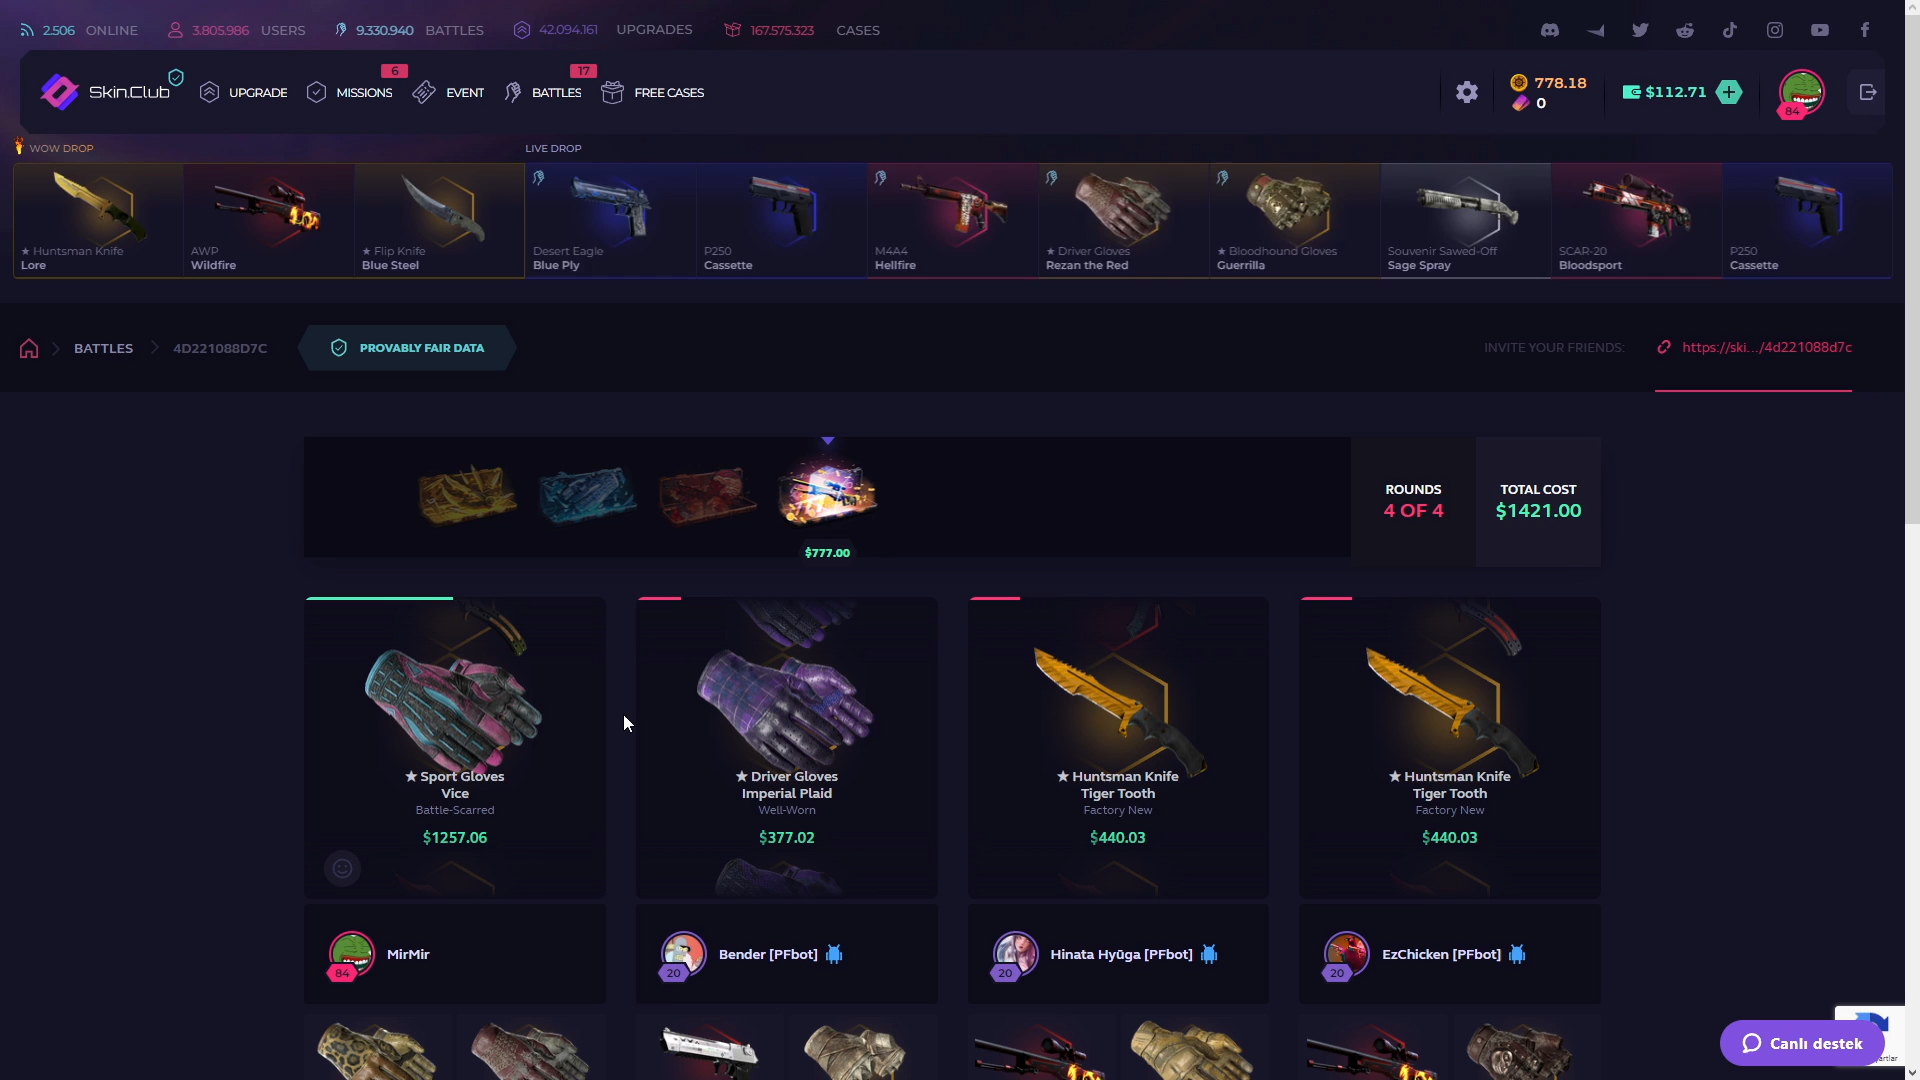 2.506 ONLINE 3.805.986 USERS 9.330.940 BATTLES 42.094.161 UPGRADES 167.575.323 CASES
Skin.Club UPGRADE MISSIONS 6 EVENT BATTLES 17 FREE CASES
778.18
0
$112.71
84
WOW DROP LIVE DROP
★ Huntsman Knife
Lore
AWP
Wildfire
★ Flip Knife
Blue Steel
Desert Eagle
Blue Ply
P250
Cassette
M4A4
Hellfire
★ Driver Gloves
Rezan the Red
★ Bloodhound Gloves
Guerrilla
Souvenir Sawed-Off
Sage Spray
SCAR-20
Bloodsport
P250
Cassette
BATTLES 4D221088D7C PROVABLY FAIR DATA INVITE YOUR FRIENDS: https://ski.../4d221088d7c
ROUNDS
4 OF 4
TOTAL COST
$1421.00
$777.00
★ Sport Gloves
Vice
Battle-Scarred
$1257.06
★ Driver Gloves
Imperial Plaid
Well-Worn
$377.02
★ Huntsman Knife
Tiger Tooth
Factory New
$440.03
★ Huntsman Knife
Tiger Tooth
Factory New
$440.03
84 MirMir
20 Bender [PFbot]
20 Hinata Hyūga [PFbot]
20 EzChicken [PFbot]
Canlı destek